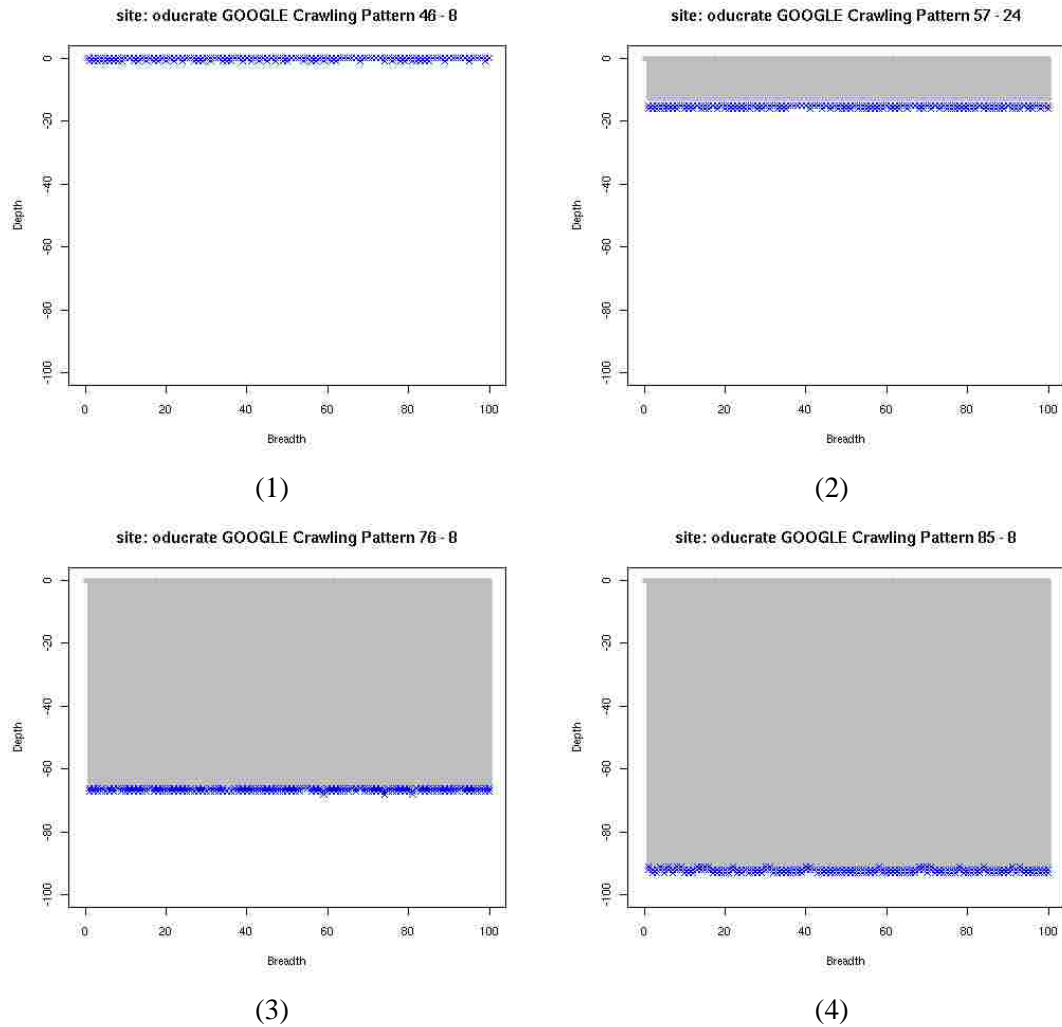 site: oducrate GOOGLE Crawling Pattern 46 - 8
0
-20
-40
-60
-80
-100
Depth
0 20 40 60 80 100
Breadth
(1)
site: oducrate GOOGLE Crawling Pattern 57 - 24
0
-20
-40
-60
-80
-100
Depth
0 20 40 60 80 100
Breadth
(2)
site: oducrate GOOGLE Crawling Pattern 76 - 8
0
-20
-40
-60
-80
-100
Depth
0 20 40 60 80 100
Breadth
(3)
site: oducrate GOOGLE Crawling Pattern 85 - 8
0
-20
-40
-60
-80
-100
Depth
0 20 40 60 80 100
Breadth
(4)